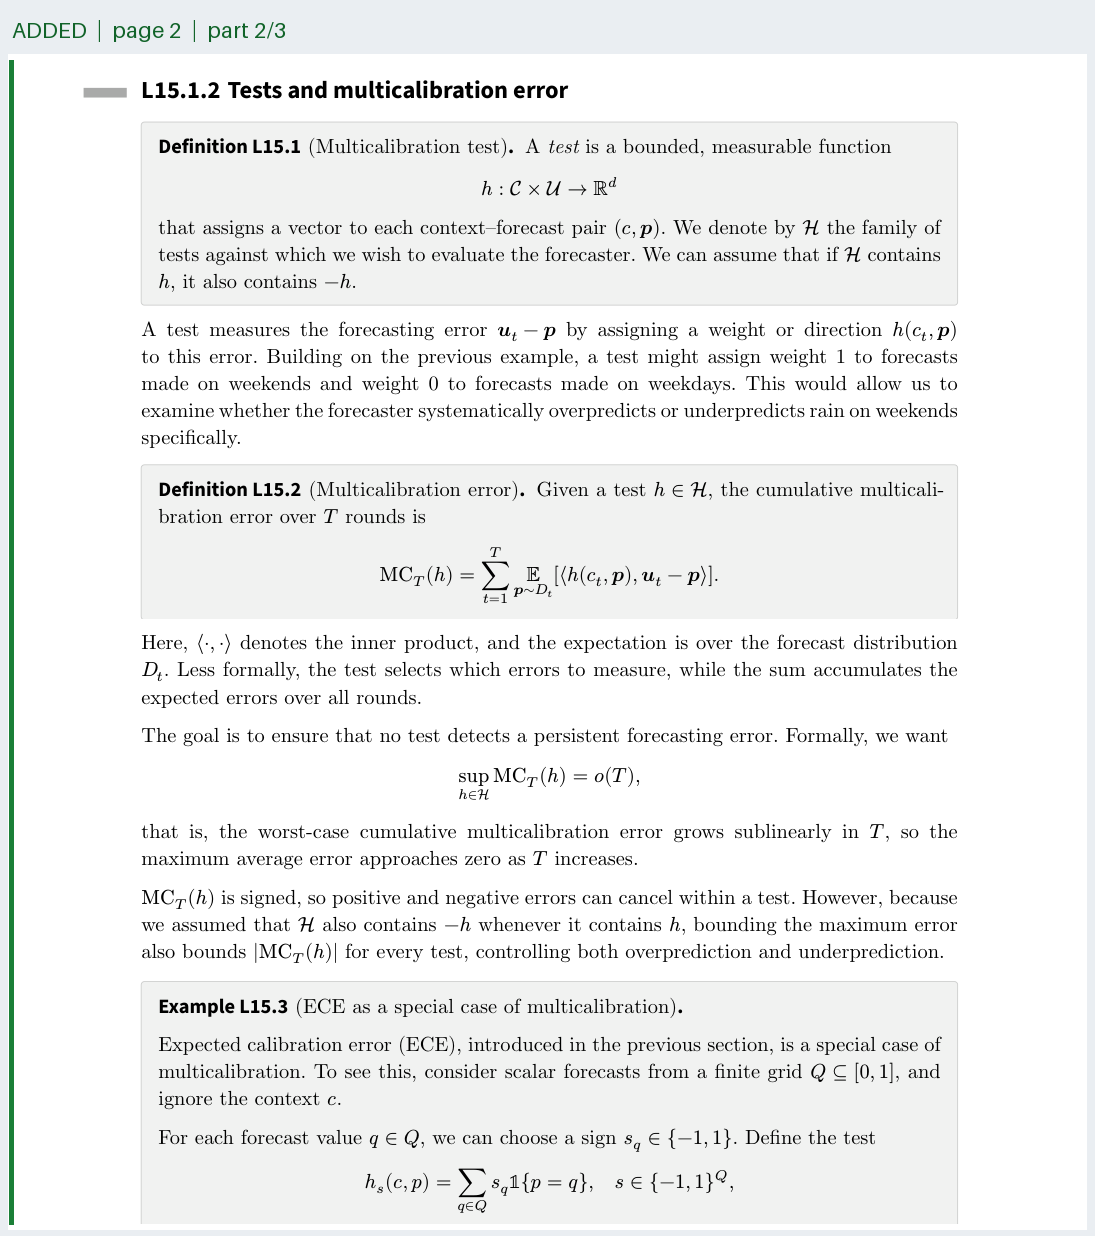 ADDED | page 2 | part 2/3
L15.1.2 Tests and multicalibration error
Definition L15.1 (Multicalibration test). A test is a bounded, measurable function
h : 𝒞 × 𝒰 → ℝ^d
that assigns a vector to each context–forecast pair (c, p). We denote by ℋ the family of
tests against which we wish to evaluate the forecaster. We can assume that if ℋ contains
h, it also contains −h.
A test measures the forecasting error u_t − p by assigning a weight or direction h(c_t, p)
to this error. Building on the previous example, a test might assign weight 1 to forecasts
made on weekends and weight 0 to forecasts made on weekdays. This would allow us to
examine whether the forecaster systematically overpredicts or underpredicts rain on weekends
specifically.
Definition L15.2 (Multicalibration error). Given a test h ∈ ℋ, the cumulative multicali-
bration error over T rounds is
MC_T(h) = ∑_{t=1}^{T} 𝔼_{p∼D_t} [⟨h(c_t, p), u_t − p⟩].
Here, ⟨·, ·⟩ denotes the inner product, and the expectation is over the forecast distribution
D_t. Less formally, the test selects which errors to measure, while the sum accumulates the
expected errors over all rounds.
The goal is to ensure that no test detects a persistent forecasting error. Formally, we want
sup_{h∈ℋ} MC_T(h) = o(T),
that is, the worst-case cumulative multicalibration error grows sublinearly in T, so the
maximum average error approaches zero as T increases.
MC_T(h) is signed, so positive and negative errors can cancel within a test. However, because
we assumed that ℋ also contains −h whenever it contains h, bounding the maximum error
also bounds |MC_T(h)| for every test, controlling both overprediction and underprediction.
Example L15.3 (ECE as a special case of multicalibration).
Expected calibration error (ECE), introduced in the previous section, is a special case of
multicalibration. To see this, consider scalar forecasts from a finite grid Q ⊆ [0, 1], and
ignore the context c.
For each forecast value q ∈ Q, we can choose a sign s_q ∈ {−1, 1}. Define the test
h_s(c, p) = ∑_{q∈Q} s_q 𝟙{p = q}, s ∈ {−1, 1}^Q,